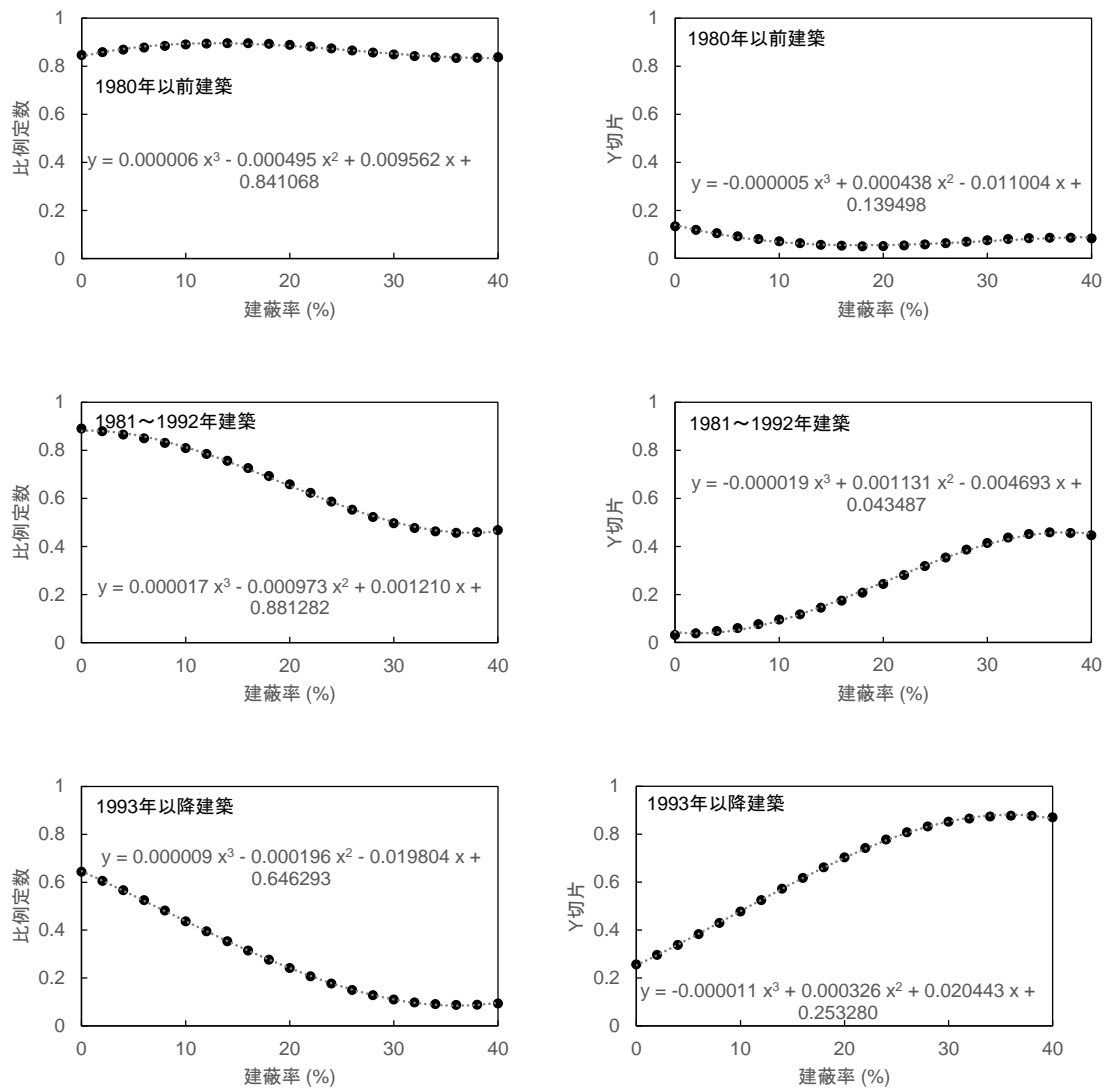 1
0.8
0.6
0.4
0.2
0
比例定数
1980年以前建築
y = 0.000006 x³ - 0.000495 x² + 0.009562 x +
0.841068
0 10 20 30 40
建蔽率 (%)
1
0.8
0.6
0.4
0.2
0
Y切片
1980年以前建築
y = -0.000005 x³ + 0.000438 x² - 0.011004 x +
0.139498
0 10 20 30 40
建蔽率 (%)
1
0.8
0.6
0.4
0.2
0
比例定数
1981～1992年建築
y = 0.000017 x³ - 0.000973 x² + 0.001210 x +
0.881282
0 10 20 30 40
建蔽率 (%)
1
0.8
0.6
0.4
0.2
0
Y切片
1981～1992年建築
y = -0.000019 x³ + 0.001131 x² - 0.004693 x +
0.043487
0 10 20 30 40
建蔽率 (%)
1
0.8
0.6
0.4
0.2
0
比例定数
1993年以降建築
y = 0.000009 x³ - 0.000196 x² - 0.019804 x +
0.646293
0 10 20 30 40
建蔽率 (%)
1
0.8
0.6
0.4
0.2
0
Y切片
1993年以降建築
y = -0.000011 x³ + 0.000326 x² + 0.020443 x +
0.253280
0 10 20 30 40
建蔽率 (%)